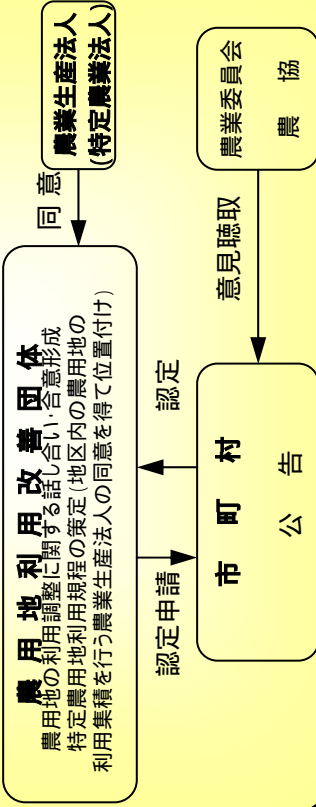 農用地利用改善団体
農用地の利用調整に関する話し合い・合意形成
特定農用地利用規程の策定(地区内の農用地の
利用集積を行う農業生産法人の同意を得て位置付け)
同意
農業生産法人
(特定農業法人)
認定申請
認定
市町村
公告
意見聴取
農業委員会
農協